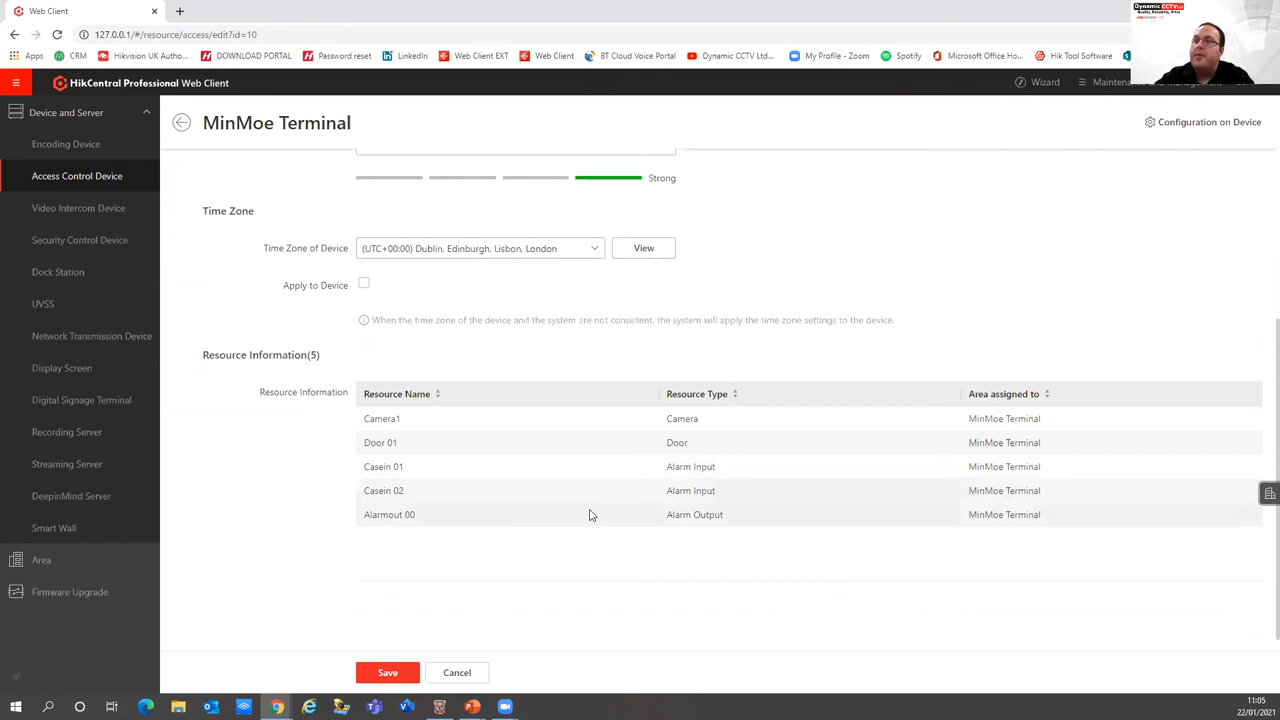 Web Client
127.0.0.1/#/resource/access/edit?id=10
Apps CRM Hikvision UK Autho... DOWNLOAD PORTAL Password reset LinkedIn Web Client EXT Web Client BT Cloud Voice Portal Dynamic CCTV Ltd... My Profile - Zoom Spotify Microsoft Office Ho... Hik Tool Software
Dynamic CCTV Ltd
Quality, Reliability, Price
HikCentral Professional Web Client
Wizard
Maintenance and Management
Device and Server
Encoding Device
Access Control Device
Video Intercom Device
Security Control Device
Dock Station
UVSS
Network Transmission Device
Display Screen
Digital Signage Terminal
Recording Server
Streaming Server
DeepinMind Server
Smart Wall
Area
Firmware Upgrade
MinMoe Terminal
Configuration on Device
Strong
Time Zone
Time Zone of Device (UTC+00:00) Dublin, Edinburgh, Lisbon, London View
Apply to Device
When the time zone of the device and the system are not consistent, the system will apply the time zone settings to the device.
Resource Information(5)
Resource Information
Resource Name Resource Type Area assigned to
Camera1 Camera MinMoe Terminal
Door 01 Door MinMoe Terminal
Casein 01 Alarm Input MinMoe Terminal
Casein 02 Alarm Input MinMoe Terminal
Alarmout 00 Alarm Output MinMoe Terminal
Save Cancel
11:05
22/01/2021